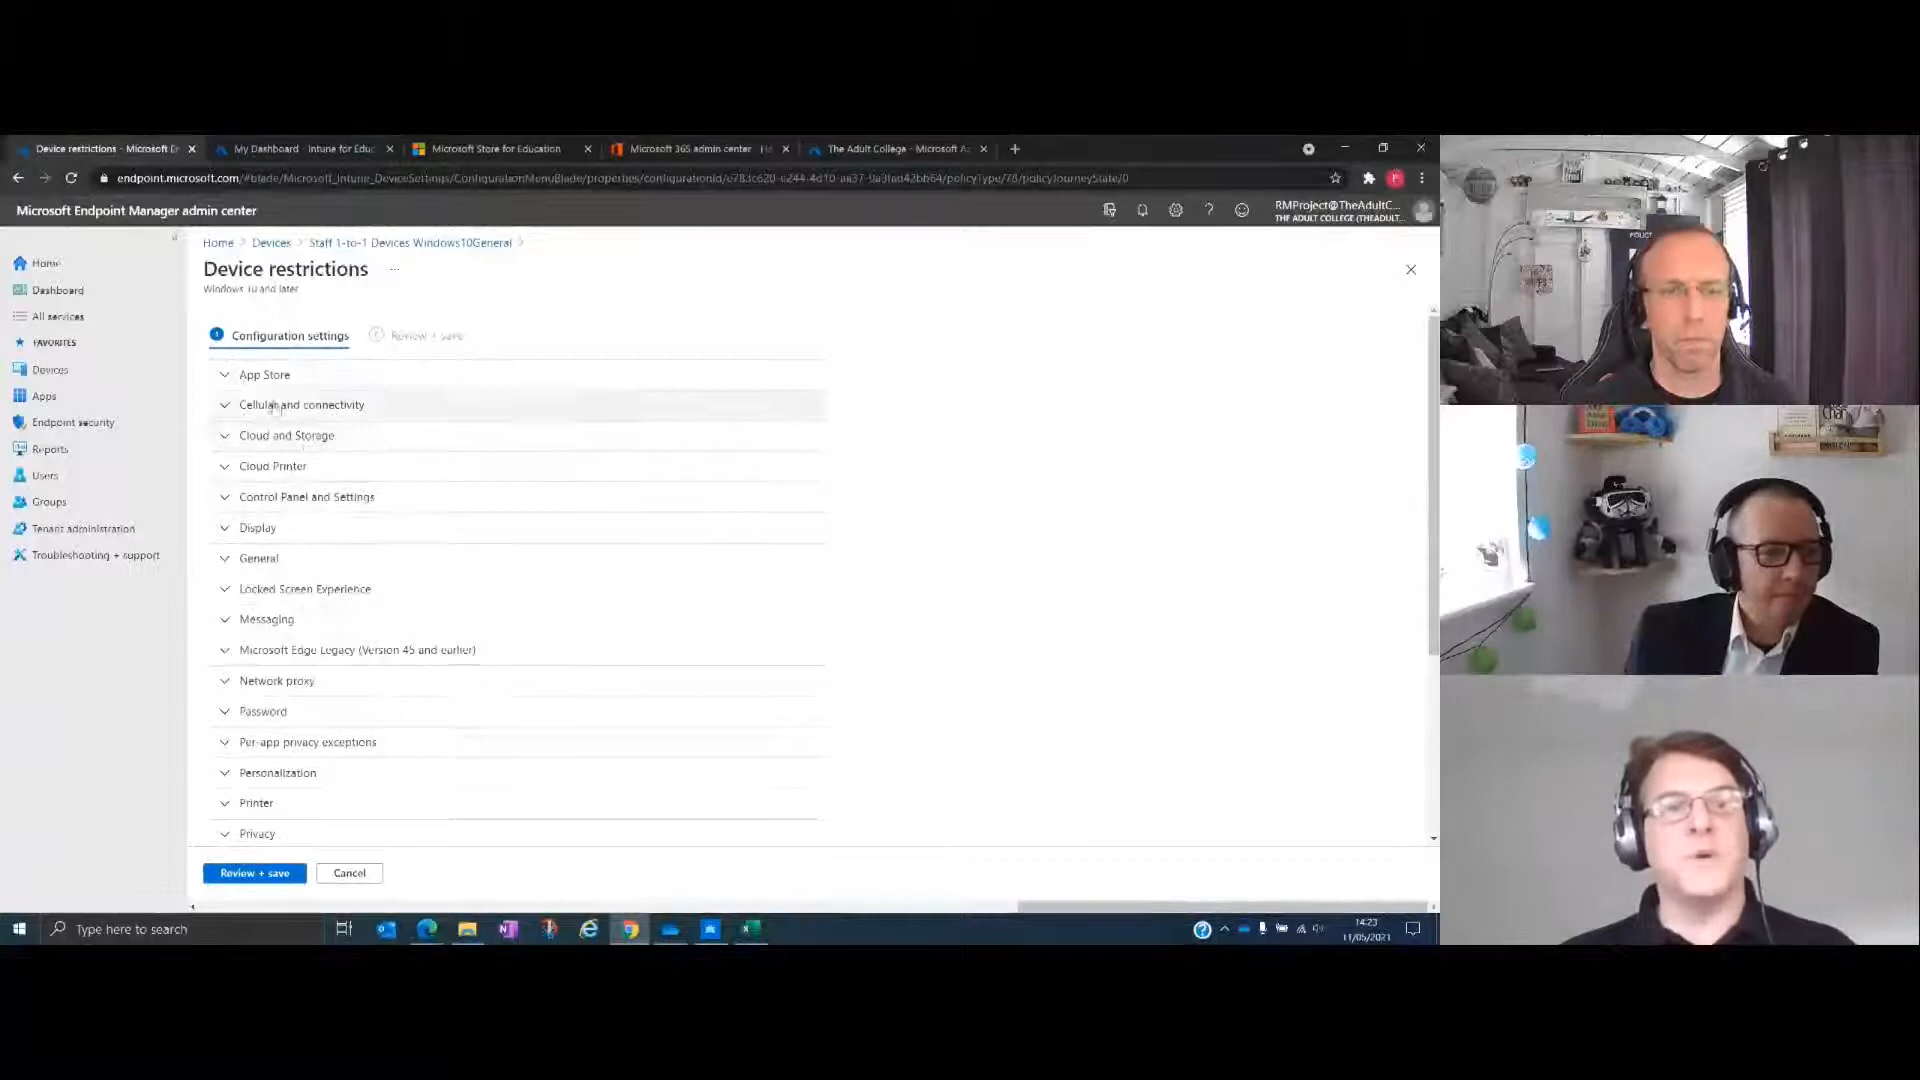 Device restrictions - Microsoft En
My Dashboard - Intune for Educ
Microsoft Store for Education
Microsoft 365 admin center
The Adult College - Microsoft A
Microsoft Endpoint Manager admin center
RMProject@TheAdultC...
THE ADULT COLLEGE (THEADULT...
Home
Dashboard
All services
FAVORITES
Devices
Apps
Endpoint security
Reports
Users
Groups
Tenant administration
Troubleshooting + support
Home > Devices > Staff 1-to-1 Devices Windows10General >
Device restrictions ...
Windows 10 and later
1 Configuration settings
2 Review + save
App Store
Cellular and connectivity
Cloud and Storage
Cloud Printer
Control Panel and Settings
Display
General
Locked Screen Experience
Messaging
Microsoft Edge Legacy (Version 45 and earlier)
Network proxy
Password
Per-app privacy exceptions
Personalization
Printer
Privacy
Review + save
Cancel
Type here to search
14:23
11/05/2021